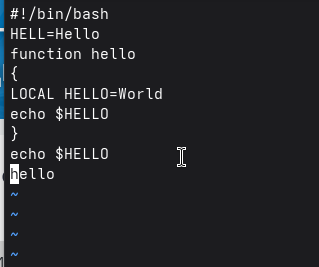 #!/bin/bash
HELL=Hello
function hello
{
LOCAL HELLO=World
echo $HELLO
}
echo $HELLO
hello
~
~
~
~